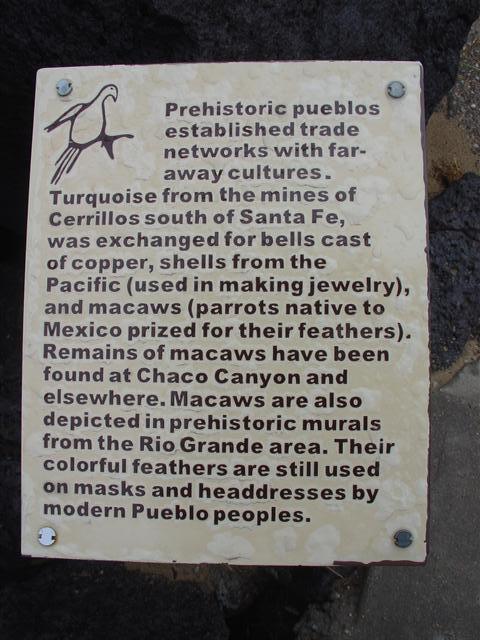 Prehistoric pueblos
established trade
networks with far-
away cultures.
Turquoise from the mines of
Cerrillos south of Santa Fe,
was exchanged for bells cast
of copper, shells from the
Pacific (used in making jewelry),
and macaws (parrots native to
Mexico prized for their feathers).
Remains of macaws have been
found at Chaco Canyon and
elsewhere. Macaws are also
depicted in prehistoric murals
from the Rio Grande area. Their
colorful feathers are still used
on masks and headdresses by
modern Pueblo peoples.